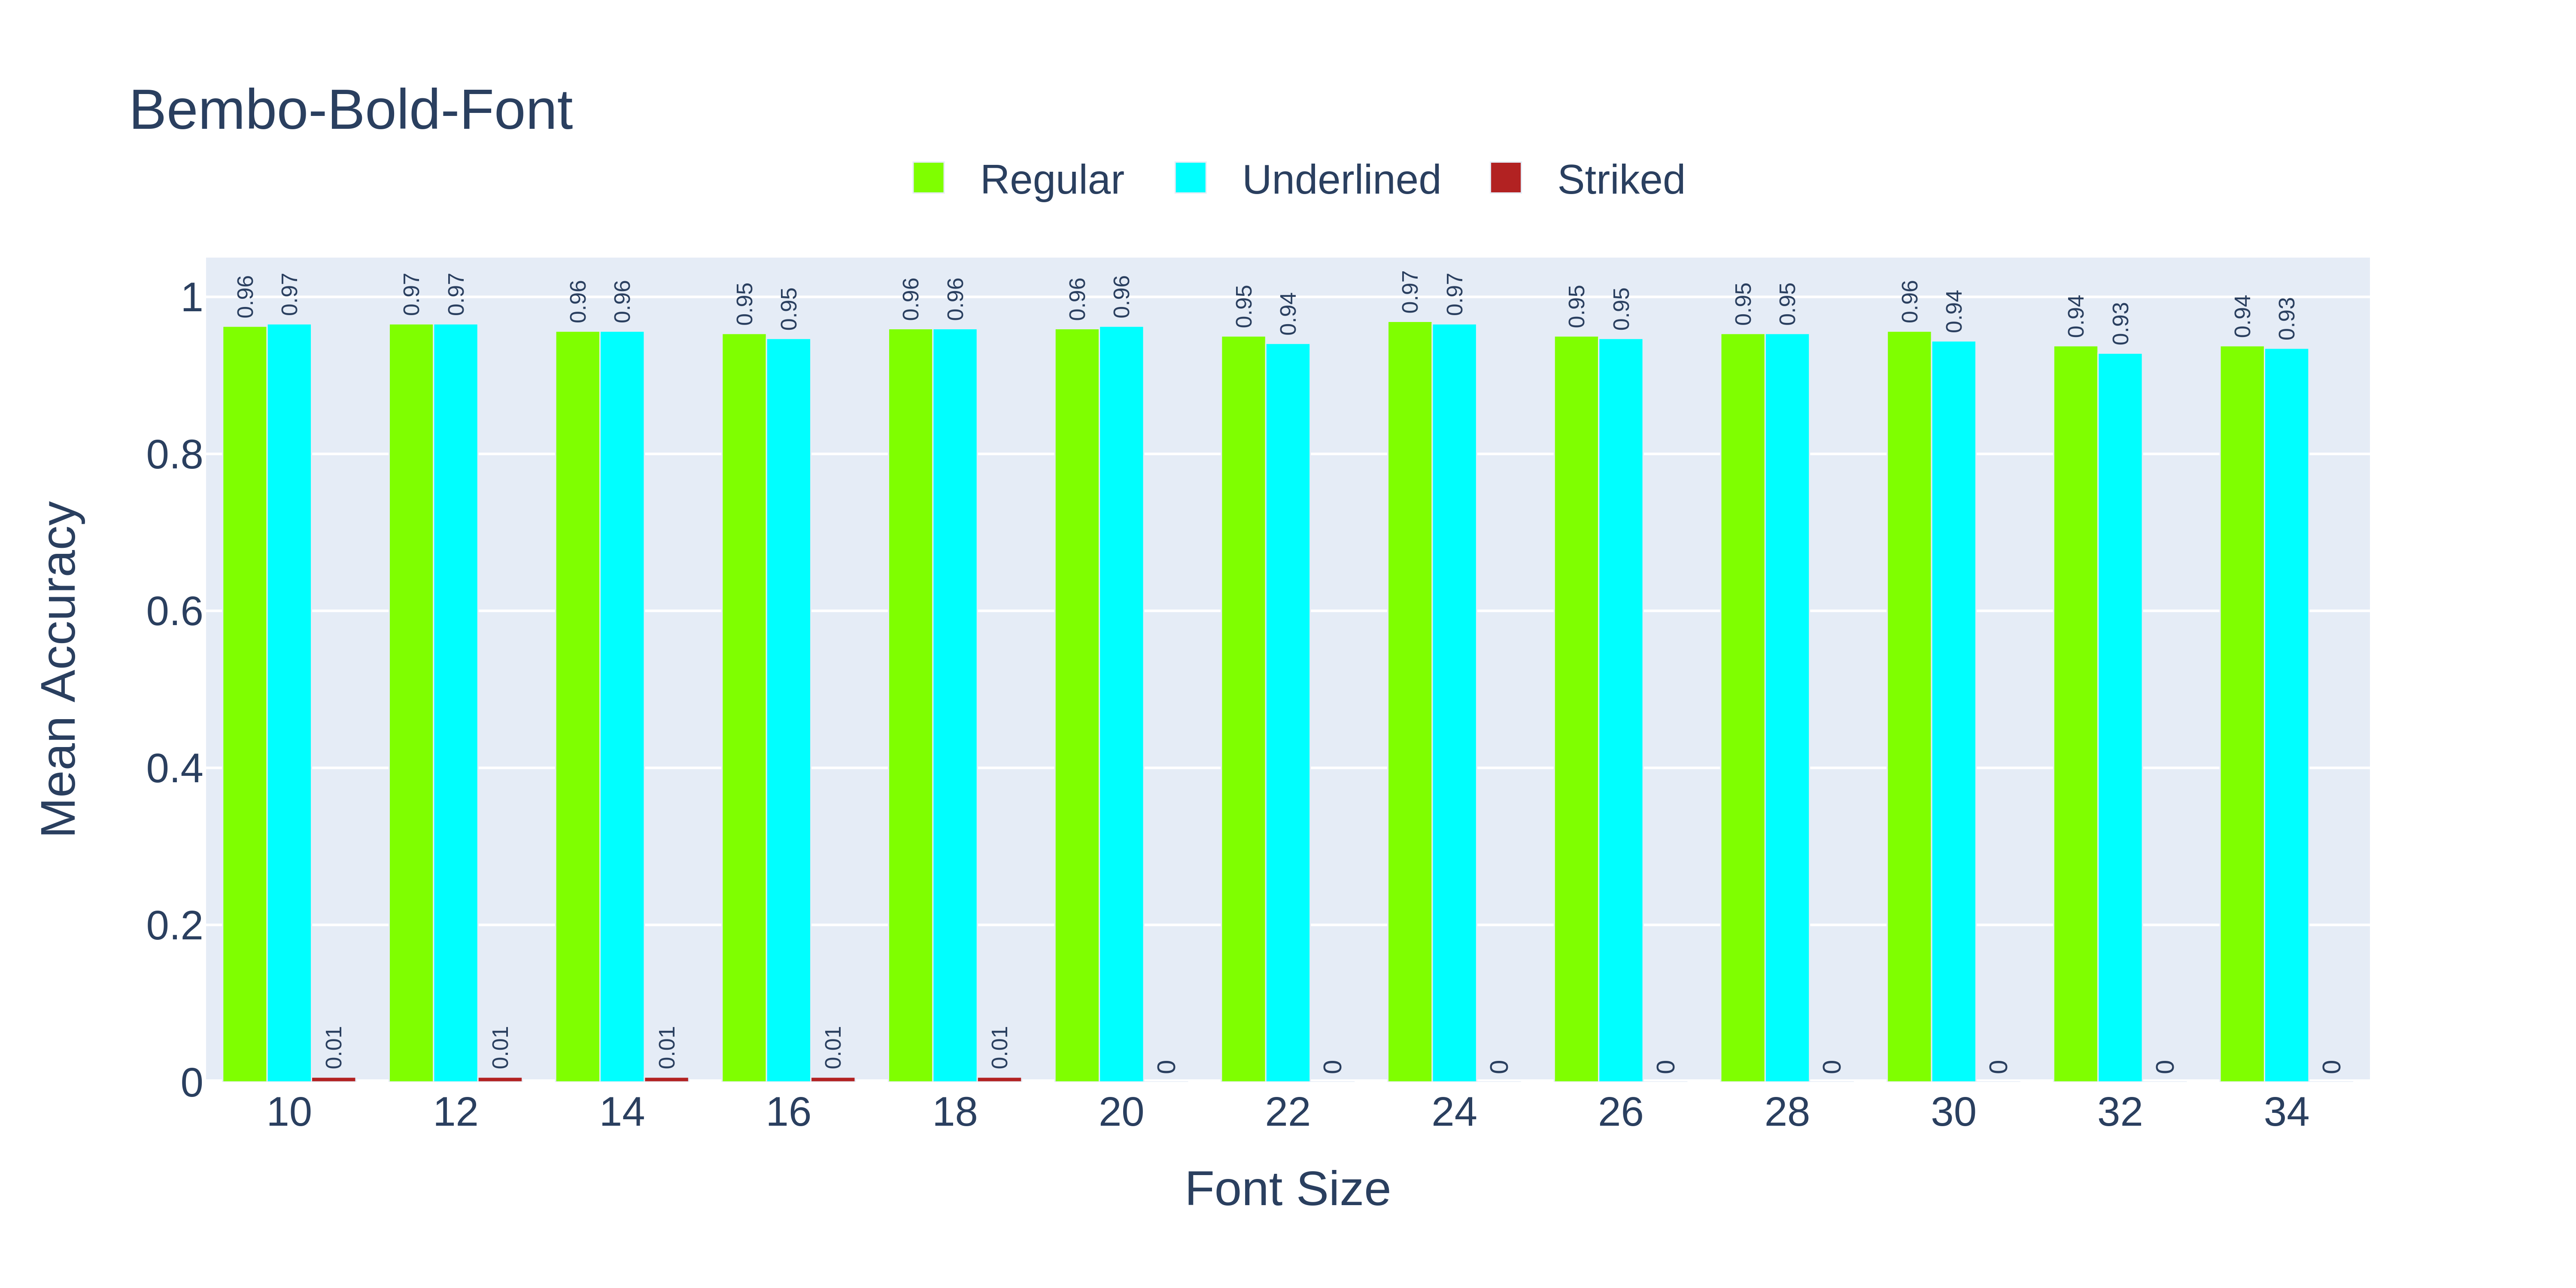 Bembo-Bold-Font
Regular Underlined Striked
0.96 0.97 0.01 0.97 0.97 0.01 0.96 0.96 0.01 0.95 0.95 0.01 0.96 0.96 0.01 0.96 0.96 0 0.95 0.94 0 0.97 0.97 0 0.95 0.95 0 0.95 0.95 0 0.96 0.94 0 0.94 0.93 0 0.94 0.93 0
1
0.8
0.6
0.4
0.2
0
Mean Accuracy
10 12 14 16 18 20 22 24 26 28 30 32 34
Font Size